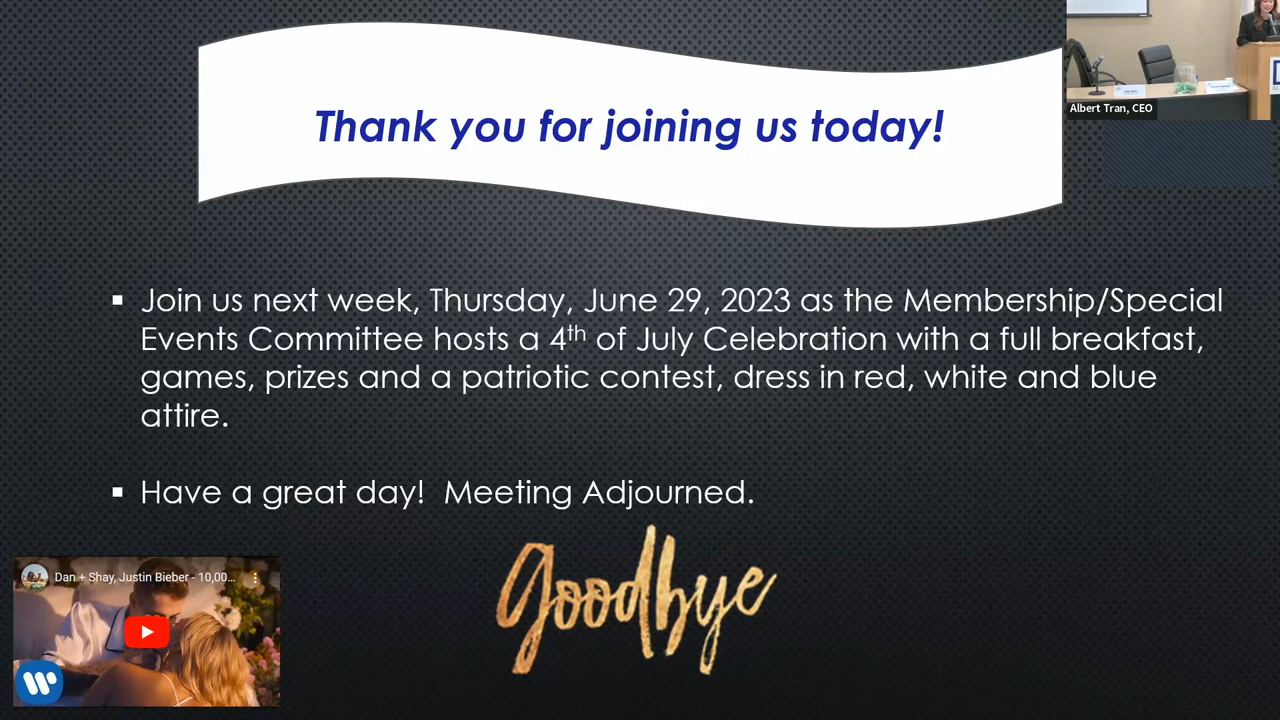 Thank you for joining us today!
Albert Tran, CEO
▪ Join us next week, Thursday, June 29, 2023 as the Membership/Special
Events Committee hosts a 4th of July Celebration with a full breakfast,
games, prizes and a patriotic contest, dress in red, white and blue
attire.
▪ Have a great day!  Meeting Adjourned.
goodbye
Dan + Shay, Justin Bieber - 10,00...